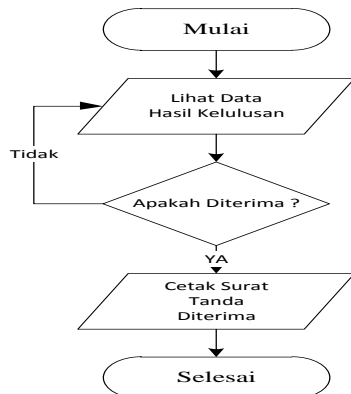 Mulai
Lihat Data
Hasil Kelulusan
Tidak
Apakah Diterima ?
YA
Cetak Surat
Tanda
Diterima
Selesai